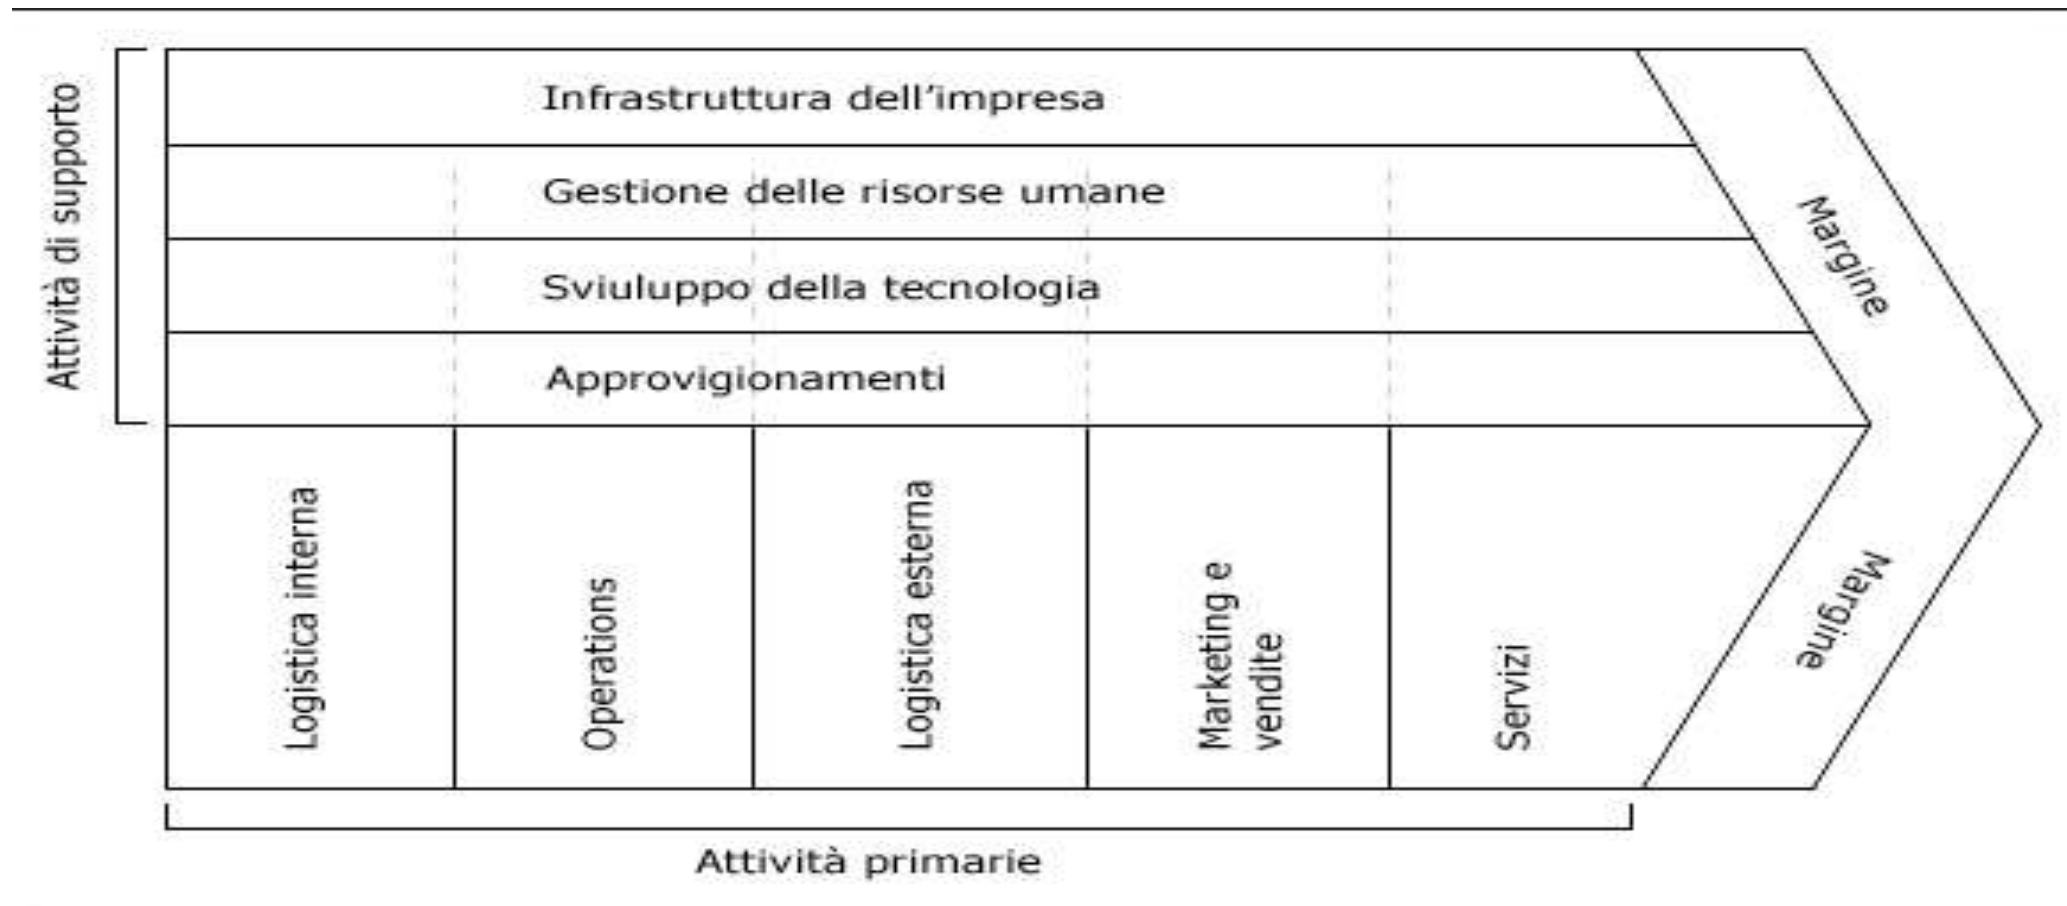 Attività di supporto
Infrastruttura dell'impresa
Gestione delle risorse umane
Sviuluppo della tecnologia
Approvigionamenti
Margine
Logistica interna
Operations
Logistica esterna
Marketing e
vendite
Servizi
Margine
Attività primarie